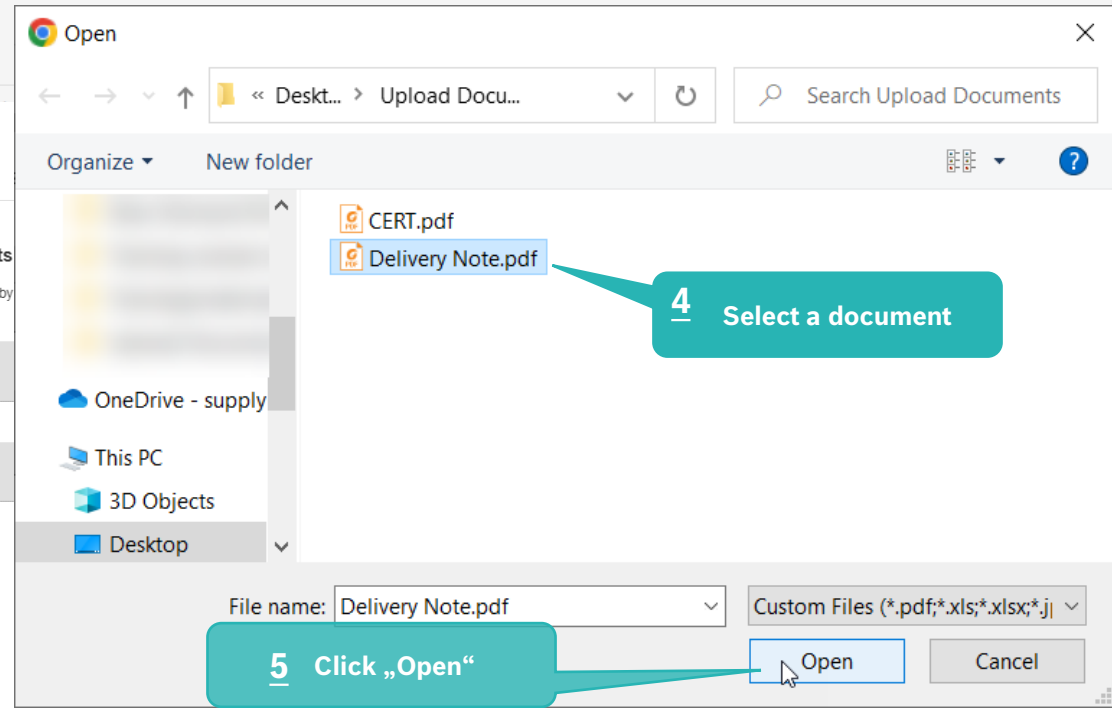 Open
« Deskt... > Upload Docu...
Search Upload Documents
Organize
New folder
?
CERT.pdf
Delivery Note.pdf
4 Select a document
ts
by
OneDrive - supply
This PC
3D Objects
Desktop
File name: Delivery Note.pdf
Custom Files (*.pdf;*.xls;*.xlsx;*.j
5 Click „Open“
Open
Cancel